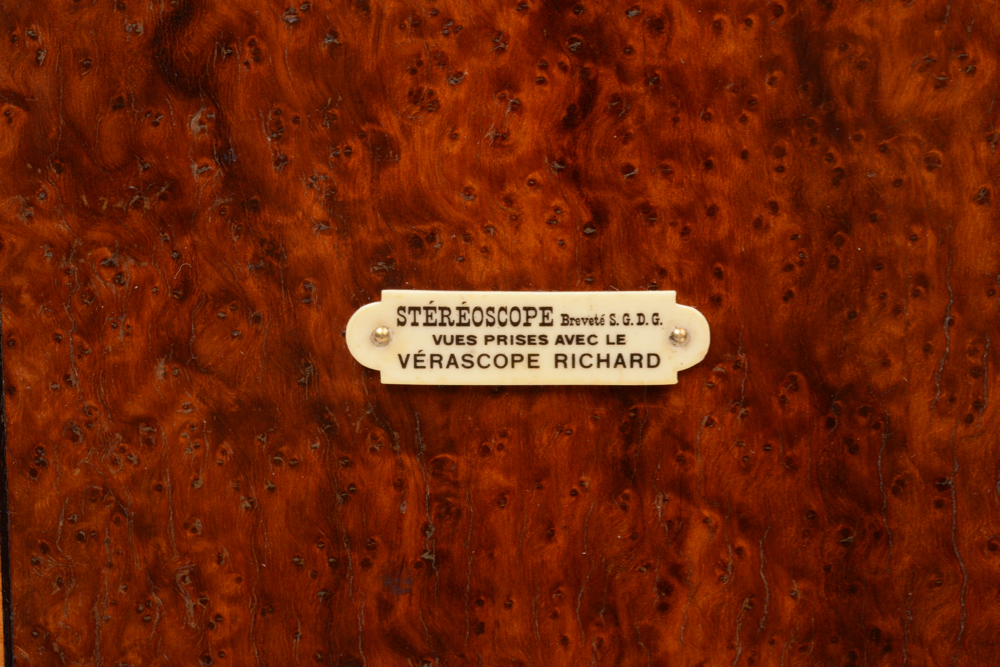 STÉRÉOSCOPE Breveté S. G. D. G.
VUES PRISES AVEC LE
VÉRASCOPE RICHARD